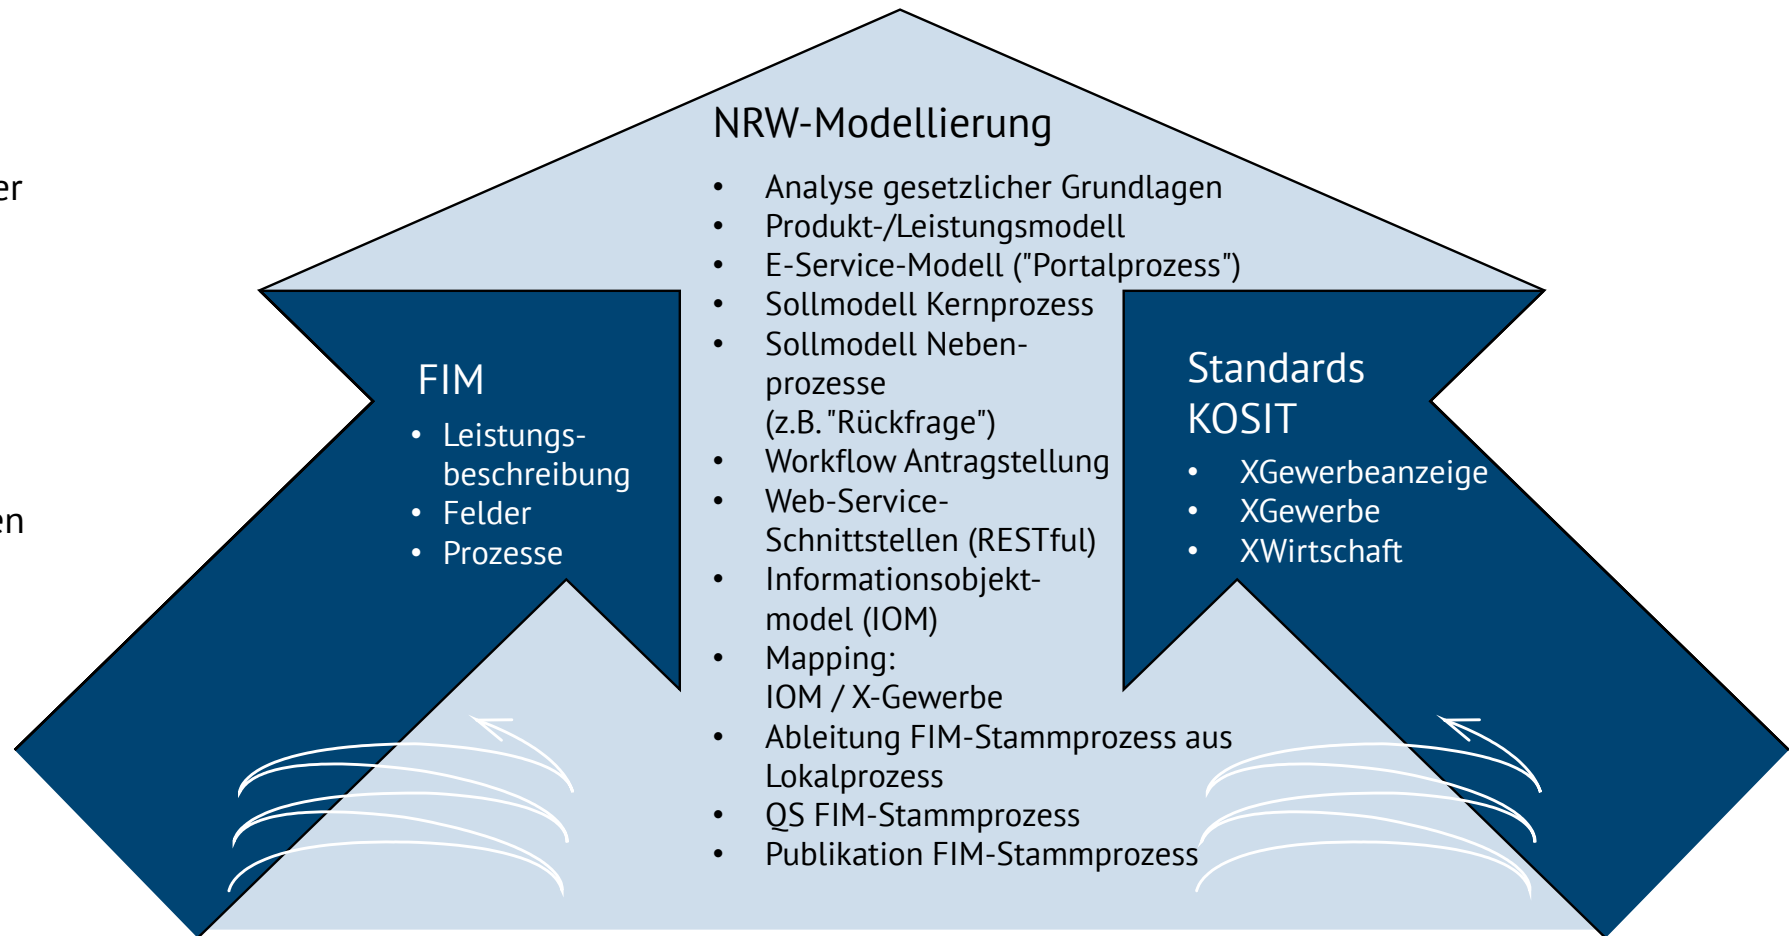 er
en
NRW-Modellierung
• Analyse gesetzlicher Grundlagen
• Produkt-/Leistungsmodell
• E-Service-Modell ("Portalprozess")
• Sollmodell Kernprozess
• Sollmodell Neben-
prozesse
(z.B. "Rückfrage")
• Workflow Antragstellung
• Web-Service-
Schnittstellen (RESTful)
• Informationsobjekt-
model (IOM)
• Mapping:
IOM / X-Gewerbe
• Ableitung FIM-Stammprozess aus
Lokalprozess
• QS FIM-Stammprozess
• Publikation FIM-Stammprozess
FIM
• Leistungs-
beschreibung
• Felder
• Prozesse
Standards
KOSIT
• XGewerbeanzeige
• XGewerbe
• XWirtschaft